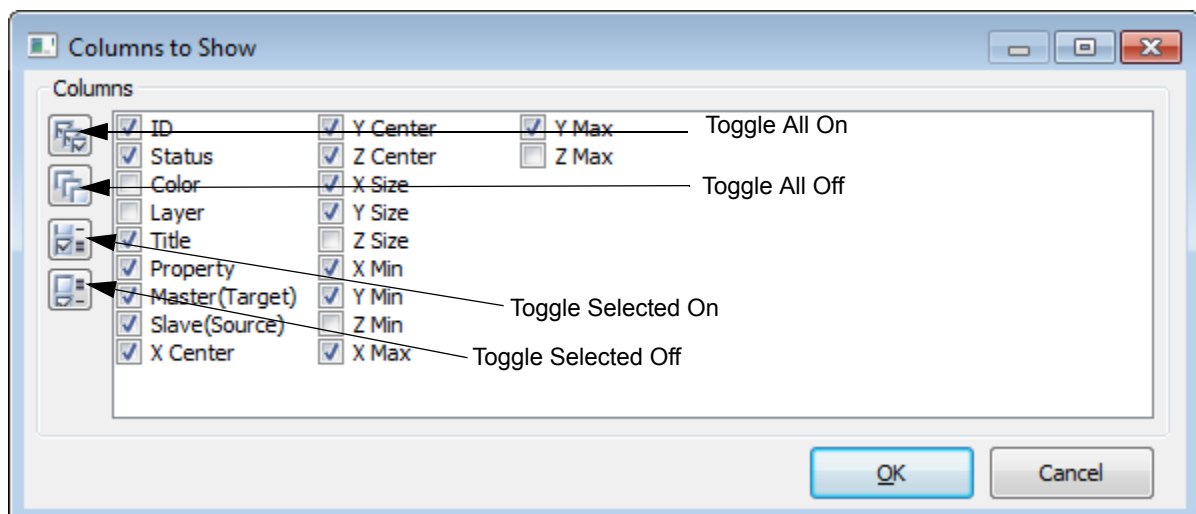 Columns to Show
Columns
ID Y Center Y Max Toggle All On
Status Z Center Z Max
Color X Size Toggle All Off
Layer Y Size
Title Z Size
Property X Min
Master(Target) Y Min Toggle Selected On
Slave(Source) Z Min
X Center X Max Toggle Selected Off
OK Cancel